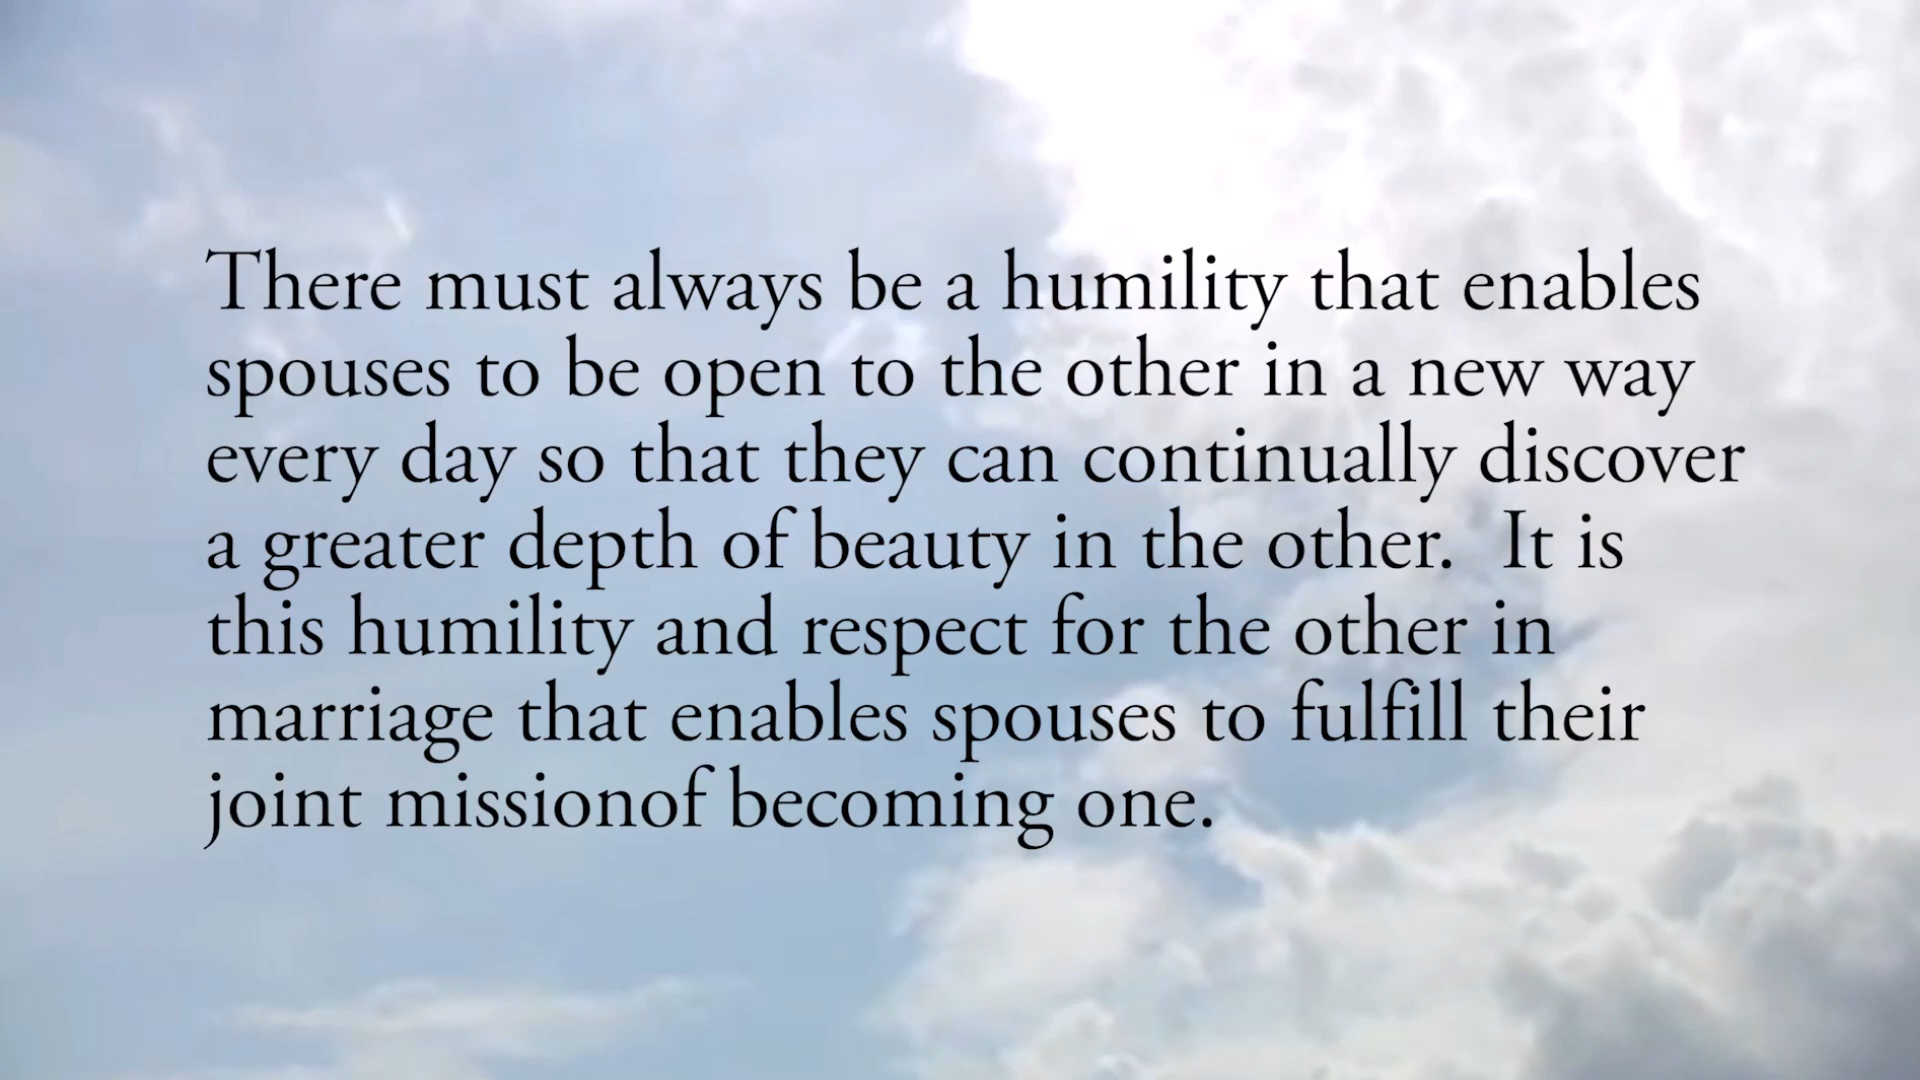 There must always be a humility that enables
spouses to be open to the other in a new way
every day so that they can continually discover
a greater depth of beauty in the other.  It is
this humility and respect for the other in
marriage that enables spouses to fulfill their
joint missionof becoming one.